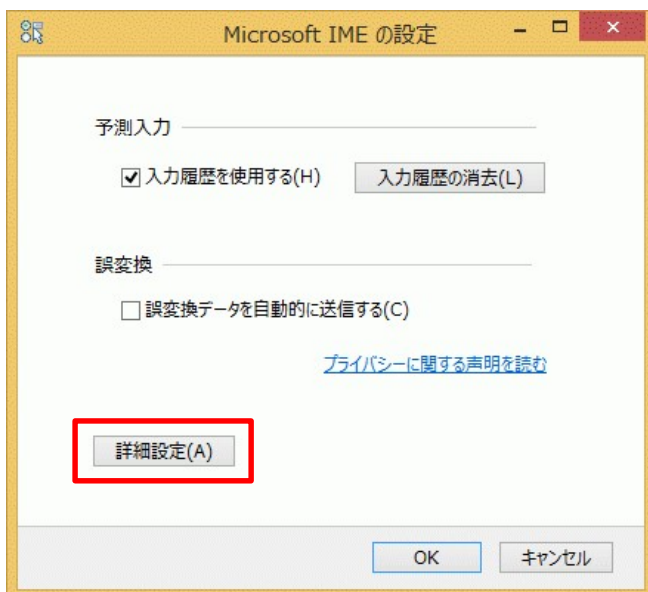 Microsoft IME の設定
予測入力
入力履歴を使用する(H)
入力履歴の消去(L)
誤変換
誤変換データを自動的に送信する(C)
プライバシーに関する声明を読む
詳細設定(A)
OK
キャンセル